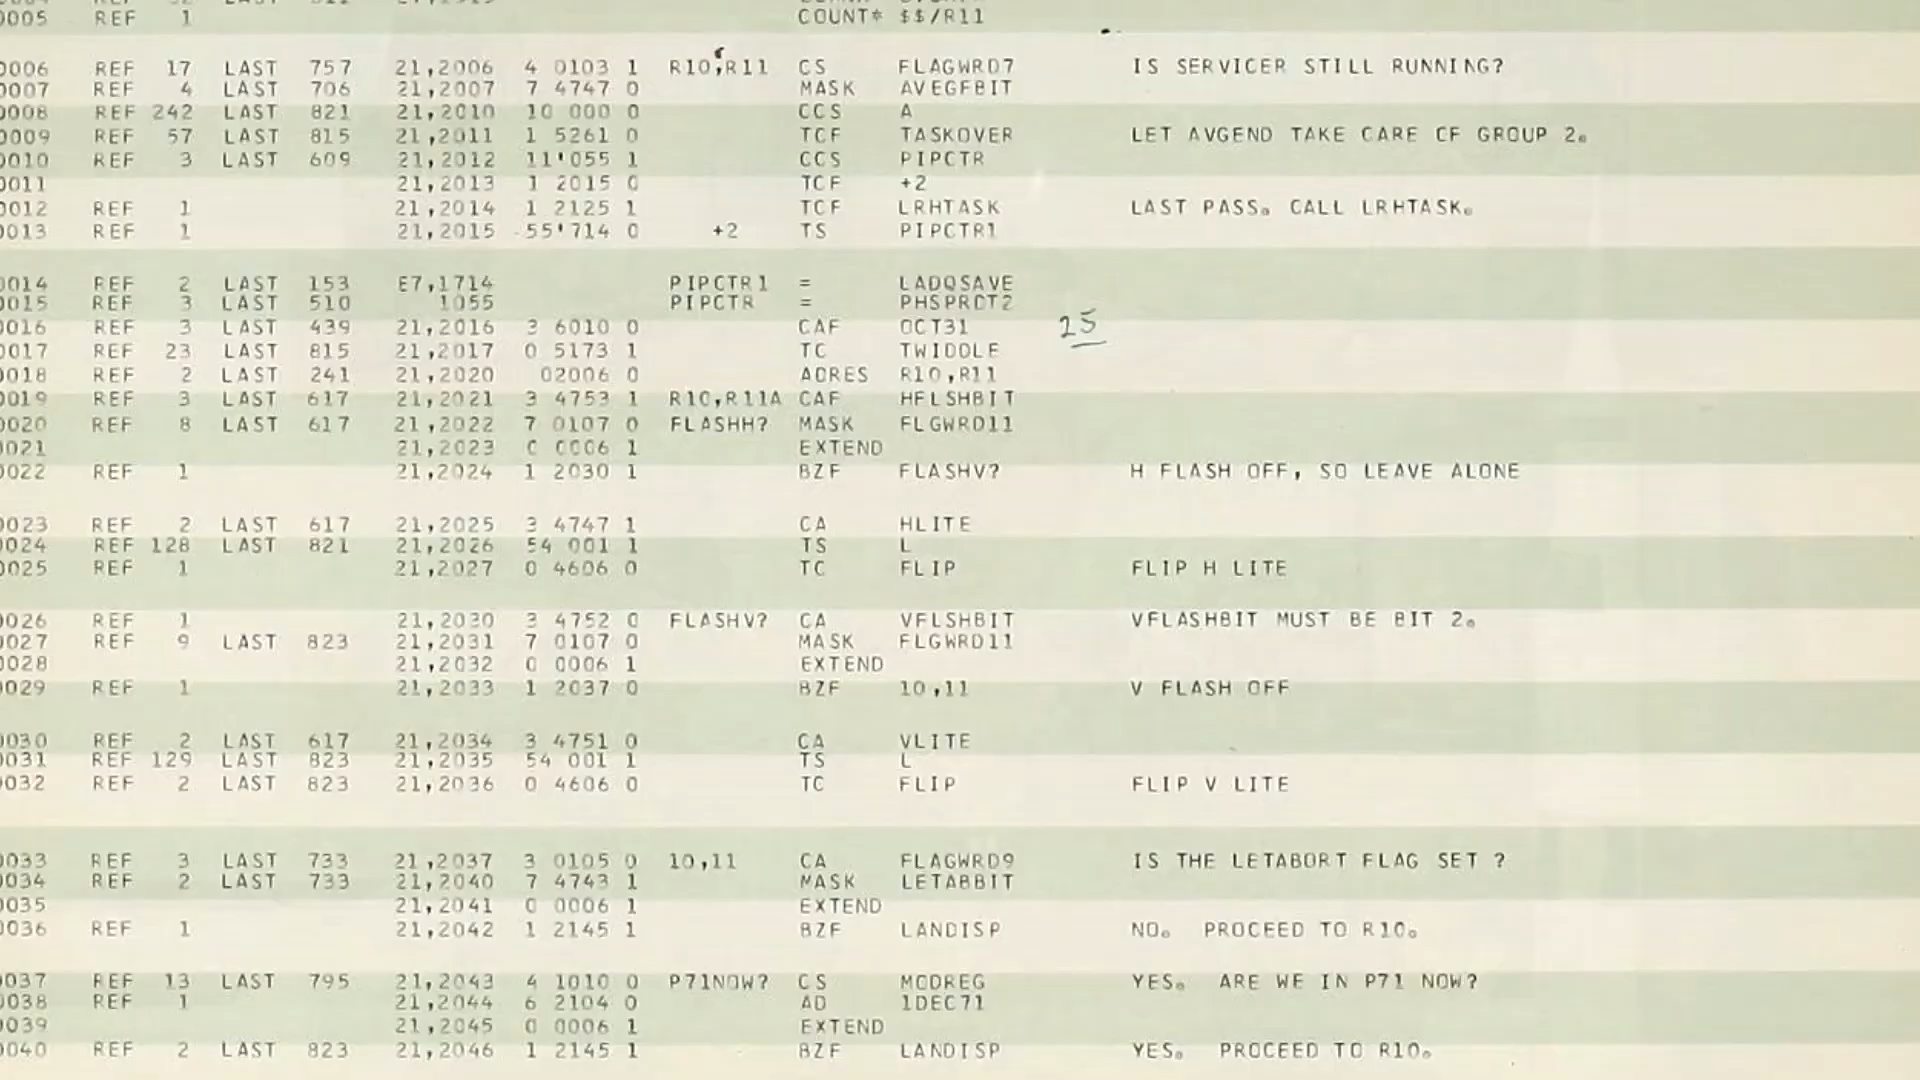 0005 REF 1 COUNT* $$/R11
0006 REF 17 LAST 757 21,2006 4 0103 1 R10,R11 CS FLAGWRD7 IS SERVICER STILL RUNNING?
0007 REF 4 LAST 706 21,2007 7 4747 0 MASK AVEGFBIT
0008 REF 242 LAST 821 21,2010 10 000 0 CCS A
0009 REF 57 LAST 815 21,2011 1 5261 0 TCF TASKOVER LET AVGEND TAKE CARE OF GROUP 2.
0010 REF 3 LAST 609 21,2012 11'055 1 CCS PIPCTR
0011 21,2013 1 2015 0 TCF +2
0012 REF 1 21,2014 1 2125 1 TCF LRHTASK LAST PASS. CALL LRHTASK.
0013 REF 1 21,2015 55'714 0 +2 TS PIPCTR1
0014 REF 2 LAST 153 E7,1714 PIPCTR1 = LADQSAVE
0015 REF 3 LAST 510 1055 PIPCTR = PHSPRDT2
0016 REF 3 LAST 439 21,2016 3 6010 0 CAF OCT31 25
0017 REF 23 LAST 815 21,2017 0 5173 1 TC TWIDDLE
0018 REF 2 LAST 241 21,2020 02006 0 ADRES R10,R11
0019 REF 3 LAST 617 21,2021 3 4753 1 R10,R11A CAF HFLSHBIT
0020 REF 8 LAST 617 21,2022 7 0107 0 FLASHH? MASK FLGWRD11
0021 21,2023 0 0006 1 EXTEND
0022 REF 1 21,2024 1 2030 1 BZF FLASHV? H FLASH OFF, SO LEAVE ALONE
0023 REF 2 LAST 617 21,2025 3 4747 1 CA HLITE
0024 REF 128 LAST 821 21,2026 54 001 1 TS L
0025 REF 1 21,2027 0 4606 0 TC FLIP FLIP H LITE
0026 REF 1 21,2030 3 4752 0 FLASHV? CA VFLSHBIT VFLASHBIT MUST BE BIT 2.
0027 REF 9 LAST 823 21,2031 7 0107 0 MASK FLGWRD11
0028 21,2032 0 0006 1 EXTEND
0029 REF 1 21,2033 1 2037 0 BZF 10,11 V FLASH OFF
0030 REF 2 LAST 617 21,2034 3 4751 0 CA VLITE
0031 REF 129 LAST 823 21,2035 54 001 1 TS L
0032 REF 2 LAST 823 21,2036 0 4606 0 TC FLIP FLIP V LITE
0033 REF 3 LAST 733 21,2037 3 0105 0 10,11 CA FLAGWRD9 IS THE LETABORT FLAG SET ?
0034 REF 2 LAST 733 21,2040 7 4743 1 MASK LETABBIT
0035 21,2041 0 0006 1 EXTEND
0036 REF 1 21,2042 1 2145 1 BZF LANDISP NO. PROCEED TO R10.
0037 REF 13 LAST 795 21,2043 4 1010 0 P71NOW? CS MODREG YES. ARE WE IN P71 NOW?
0038 REF 1 21,2044 6 2104 0 AD 1DEC71
0039 21,2045 0 0006 1 EXTEND
0040 REF 2 LAST 823 21,2046 1 2145 1 BZF LANDISP YES. PROCEED TO R10.